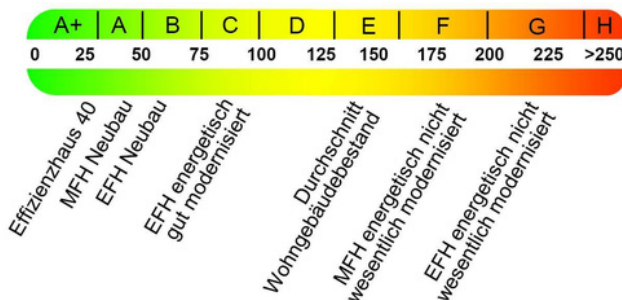 A+ A B C D E F G H
0 25 50 75 100 125 150 175 200 225 >250
Effizienzhaus 40
MFH Neubau
EFH Neubau
EFH energetisch
gut modernisiert
Durchschnitt
Wohngebäudebestand
MFH energetisch nicht
wesentlich modernisiert
EFH energetisch nicht
wesentlich modernisiert